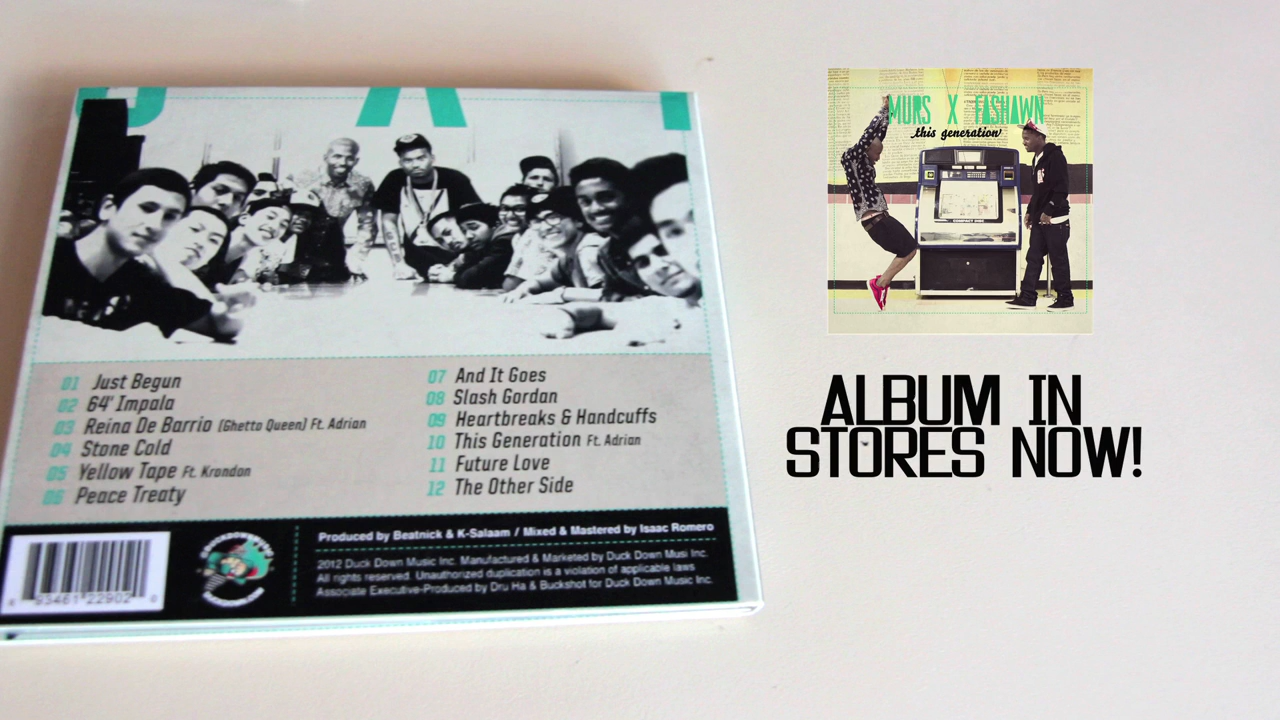 01 Just Begun
02 64' Impala
03 Reina De Barrio (Ghetto Queen) Ft. Adrian
04 Stone Cold
05 Yellow Tape Ft. Krondon
06 Peace Treaty
07 And It Goes
08 Slash Gordan
09 Heartbreaks & Handcuffs
10 This Generation Ft. Adrian
11 Future Love
12 The Other Side
Produced by Beatnick & K-Salaam / Mixed & Mastered by Isaac Romero
2012 Duck Down Music Inc. Manufactured & Marketed by Duck Down Musi Inc.
All rights reserved. Unauthorized duplication is a violation of applicable laws
Associate Executive-Produced by Dru Ha & Buckshot for Duck Down Music Inc.
93461 22902
MURS X FASHAWN
this generation
COMPACT DISC
ALBUM IN
STORES NOW!